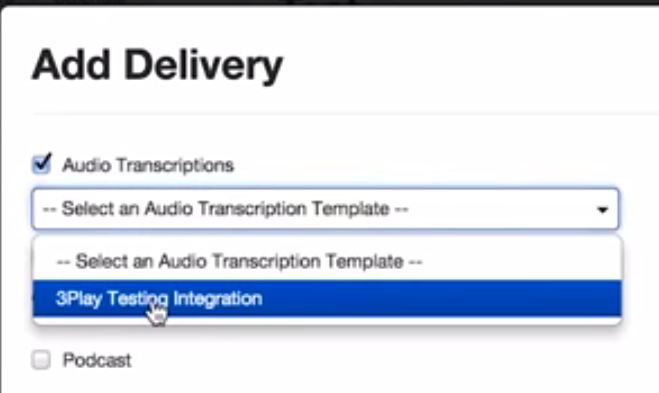 Add Delivery
Audio Transcriptions
-- Select an Audio Transcription Template --
-- Select an Audio Transcription Template --
3Play Testing Integration
Podcast